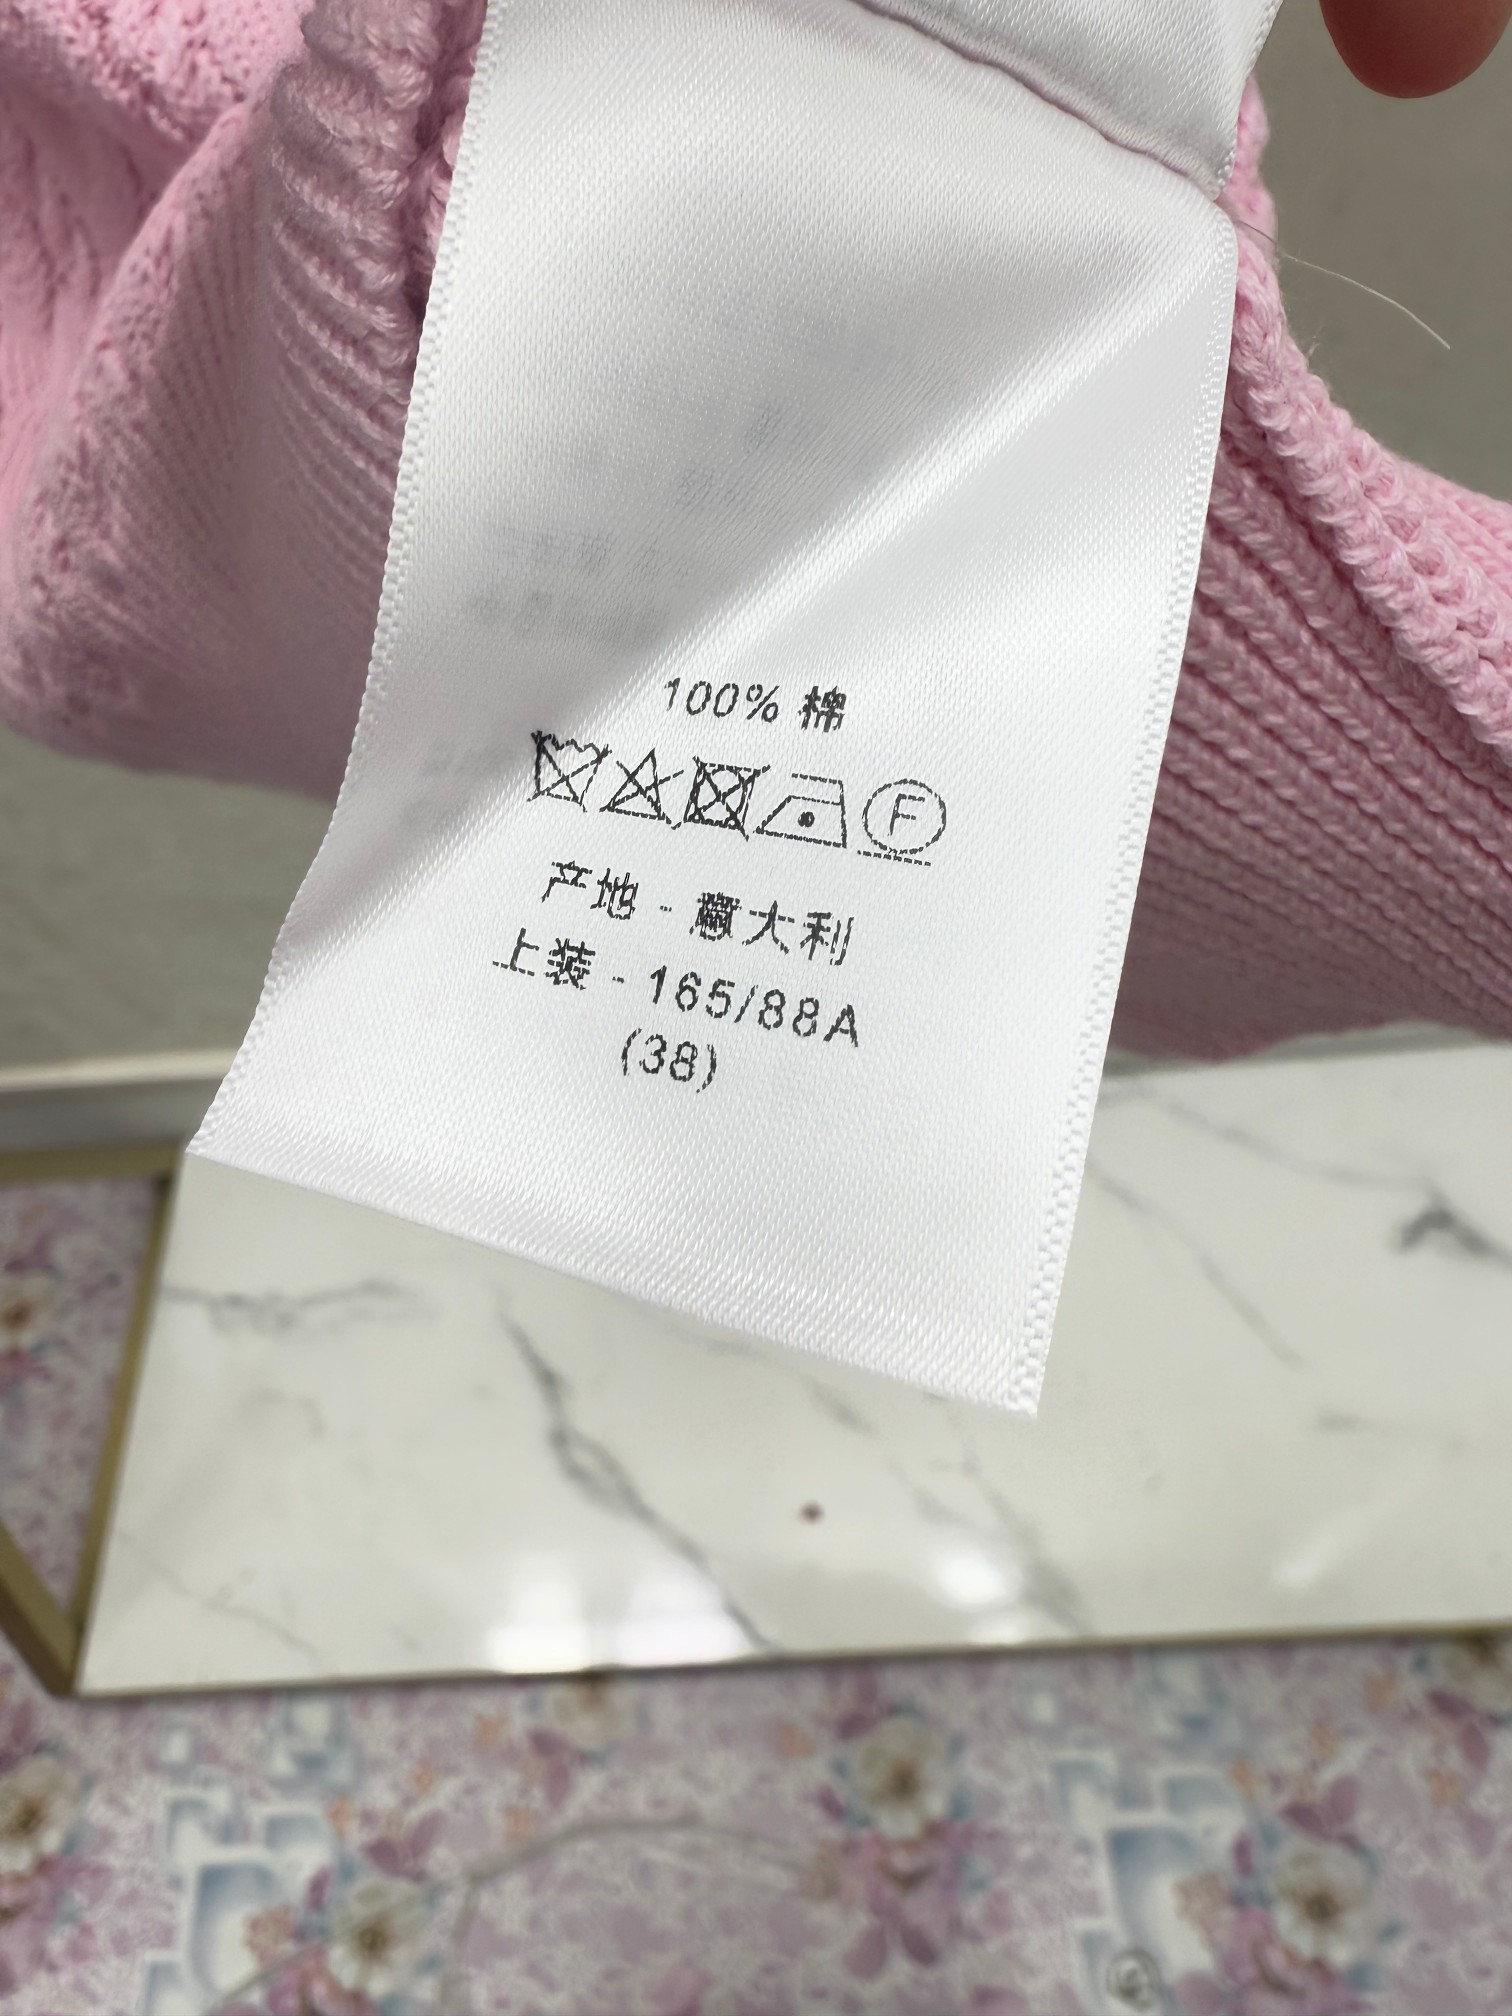 100% 棉
F
产地 - 意大利
上装 - 165/88A
(38)